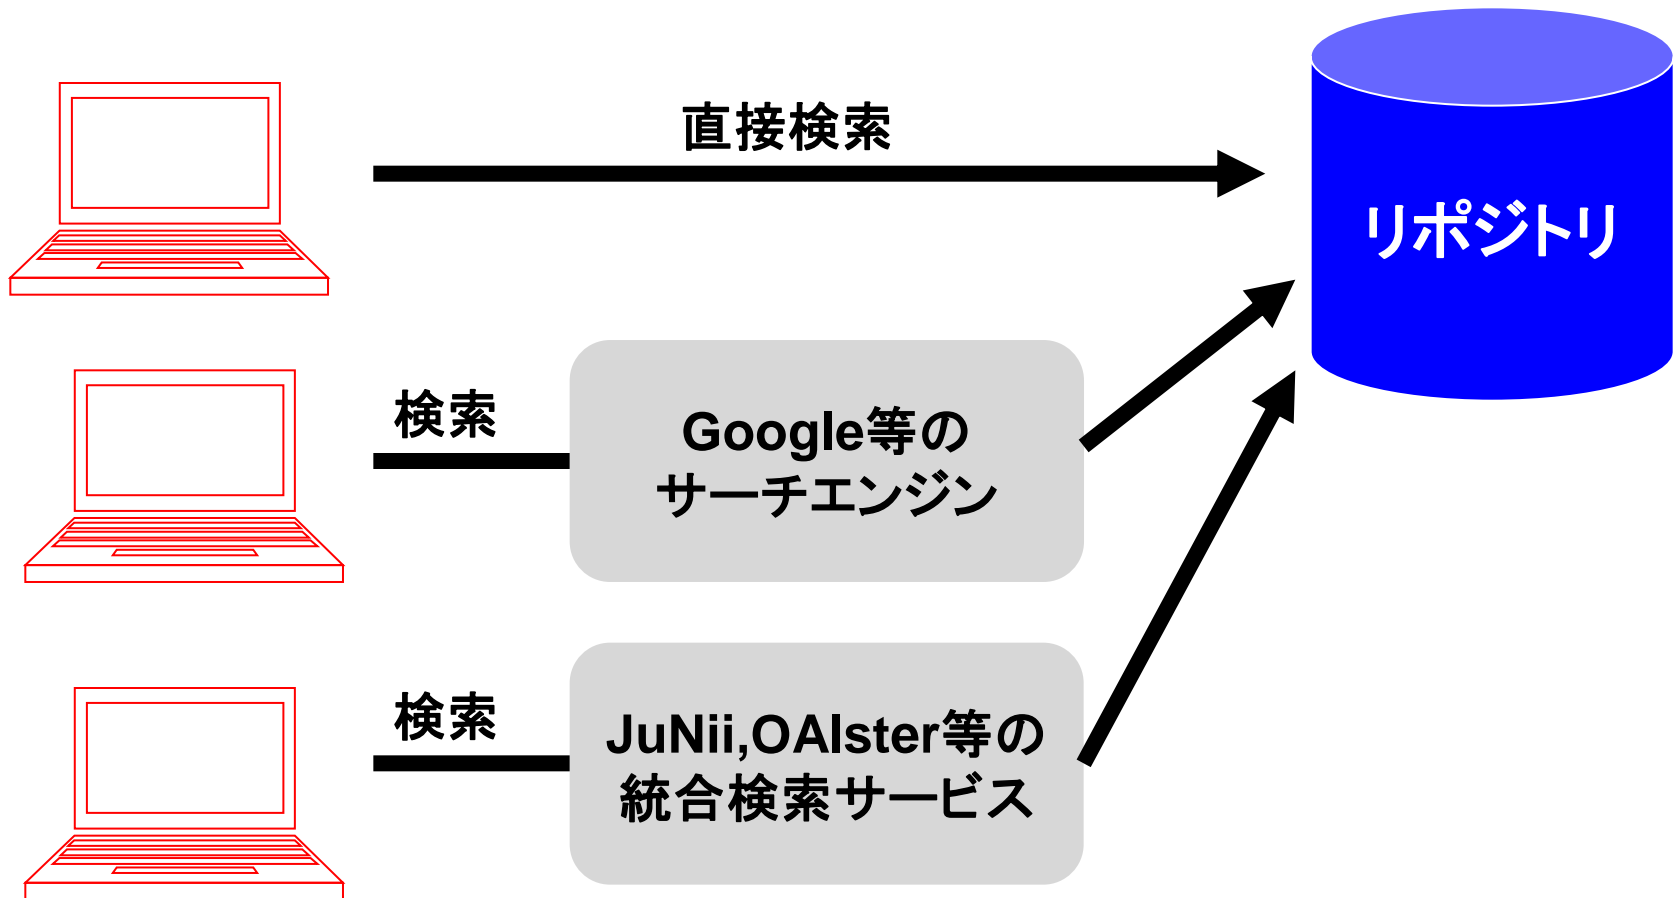 直接検索
リポジトリ
検索
Google等の
サーチエンジン
検索
JuNii,OAIster等の
統合検索サービス